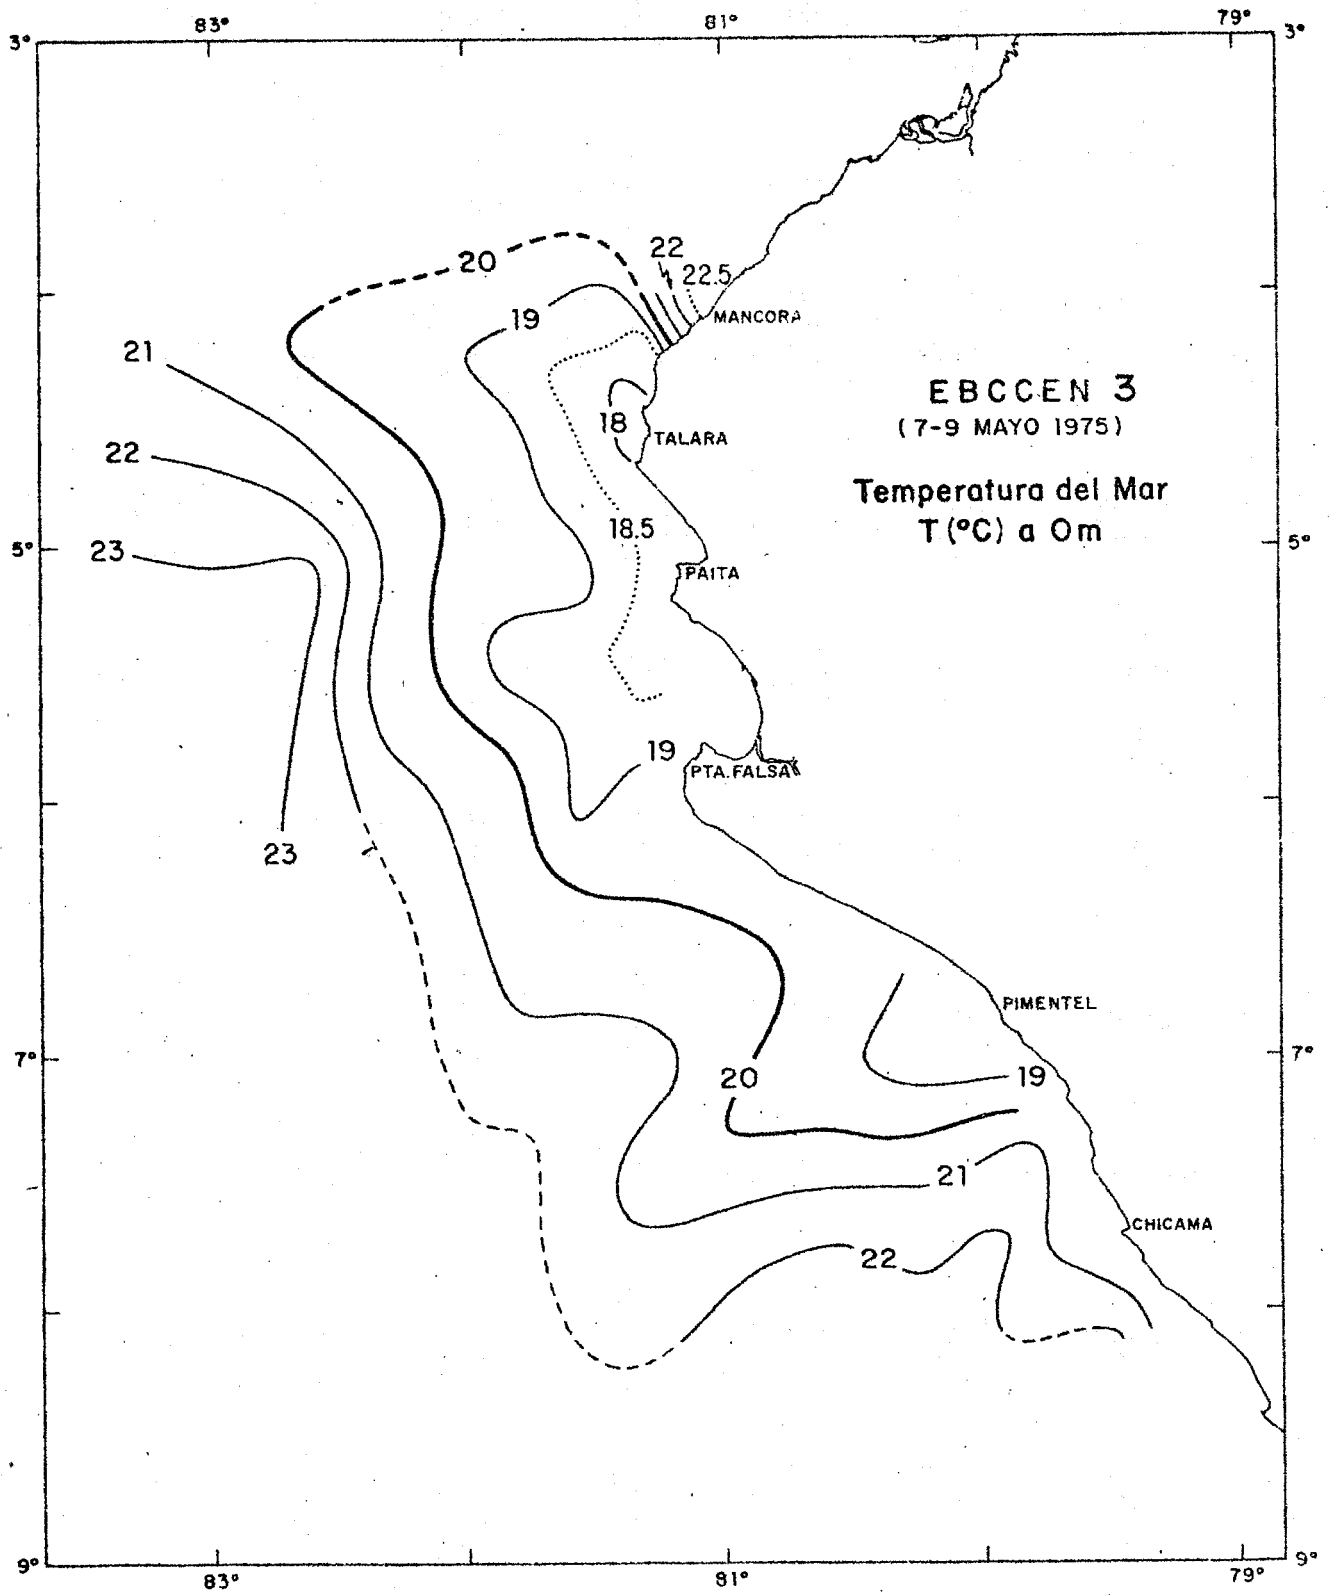 83° 81° 79°
3° 3°
22
20 22.5
19 MANCORA
21
EBCCEN 3
18 (7-9 MAYO 1975)
TALARA
22
Temperatura del Mar
18.5 T (°C) a 0m
5° 23 5°
PAITA
19
PTA. FALSA
23
PIMENTEL
7° 7°
20 19
21
CHICAMA
22
9° 9°
83° 81° 79°